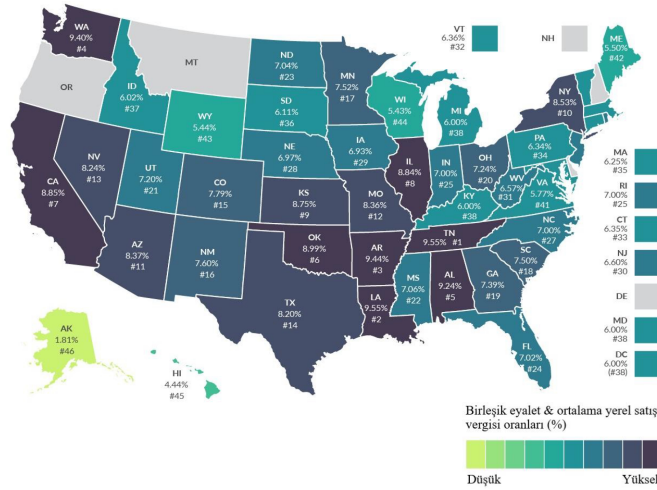 WA
9.40%
#4
MT
ND
7.04%
#23
MN
7.52%
#17
VT
6.36%
#32
NH
ME
5.50%
#42
OR
ID
6.02%
#37
WY
5.44%
#43
SD
6.11%
#36
WI
5.43%
#44
MI
6.00%
#38
NY
8.53%
#10
NV
8.24%
#13
UT
7.20%
#21
CO
7.79%
#15
NE
6.97%
#28
IA
6.93%
#29
IL
8.84%
#8
IN
7.00%
#25
OH
7.24%
#20
PA
6.34%
#34
CA
8.85%
#7
KS
8.75%
#9
MO
8.36%
#12
KY
6.00%
#38
WV
6.57%
#31
VA
5.77%
#41
MA
6.25%
#35
RI
7.00%
#25
CT
6.35%
#33
NJ
6.60%
#30
DE
MD
6.00%
#38
DC
6.00%
(#38)
AZ
8.37%
#11
NM
7.60%
#16
OK
8.99%
#6
AR
9.44%
#3
TN
9.55% #1
NC
7.00%
#27
SC
7.50%
#18
TX
8.20%
#14
LA
9.55%
#2
MS
7.06%
#22
AL
9.24%
#5
GA
7.39%
#19
FL
7.02%
#24
AK
1.81%
#46
HI
4.44%
#45
Birleşik eyalet & ortalama yerel satış
vergisi oranları (%)
Düşük
Yüksel